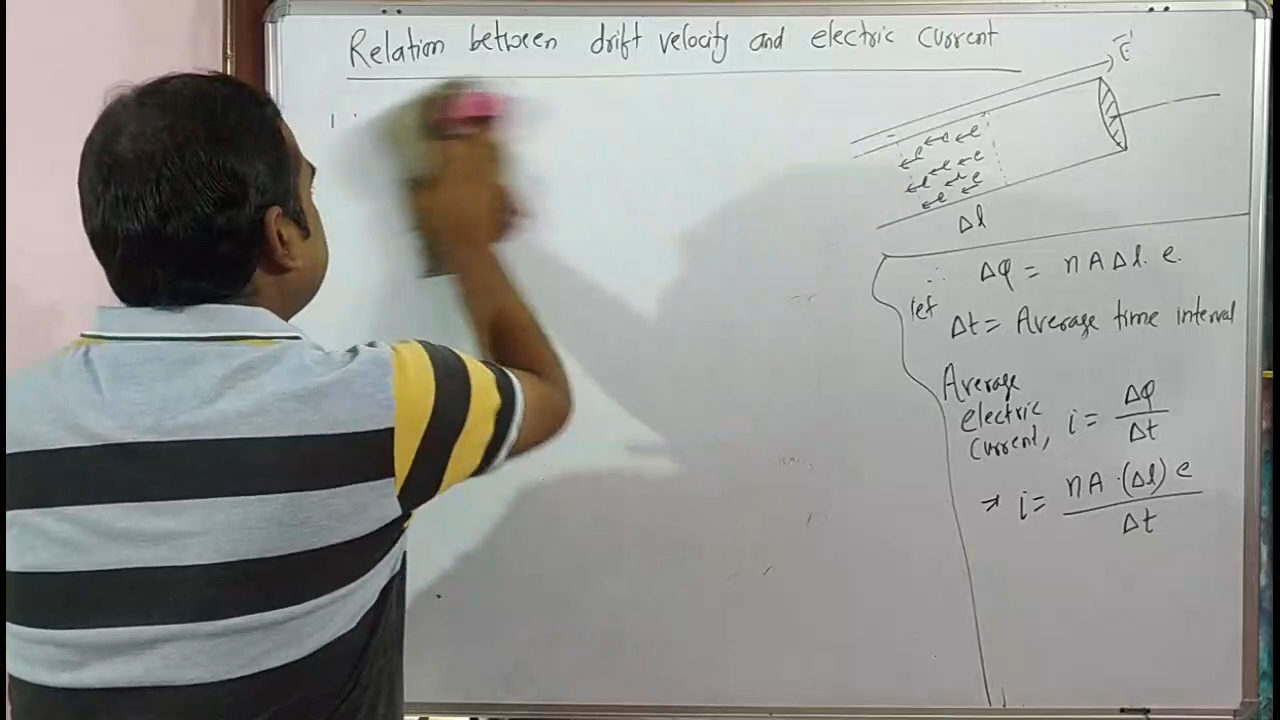 Relation between drift velocity and electric current
E
e e
e e e
e e e
e
Δl
∴ ΔQ = n A Δl. e.
let
Δt = Average time interval
Average
electric
current, i = ΔQ/Δt
⇒ i = nA·(Δl) e/Δt